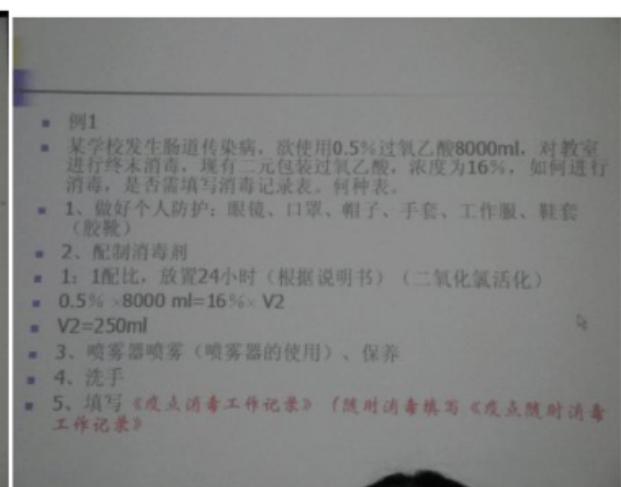 例1
某学校发生肠道传染病，欲使用0.5%过氧乙酸8000ml，对教室
进行终末消毒，现有二元包装过氧乙酸，浓度为16%，如何进行
消毒，是否需填写消毒记录表。何种表。
1、做好个人防护：眼镜、口罩、帽子、手套、工作服、鞋套
（胶靴）
2、配制消毒剂
1：1配比，放置24小时（根据说明书）（二氧化氯活化）
0.5% ×8000 ml=16%× V2
V2=250ml
3、喷雾器喷雾（喷雾器的使用）、保养
4、洗手
5、填写《疫点消毒工作记录》（随时消毒填写《疫点随时消毒
工作记录》